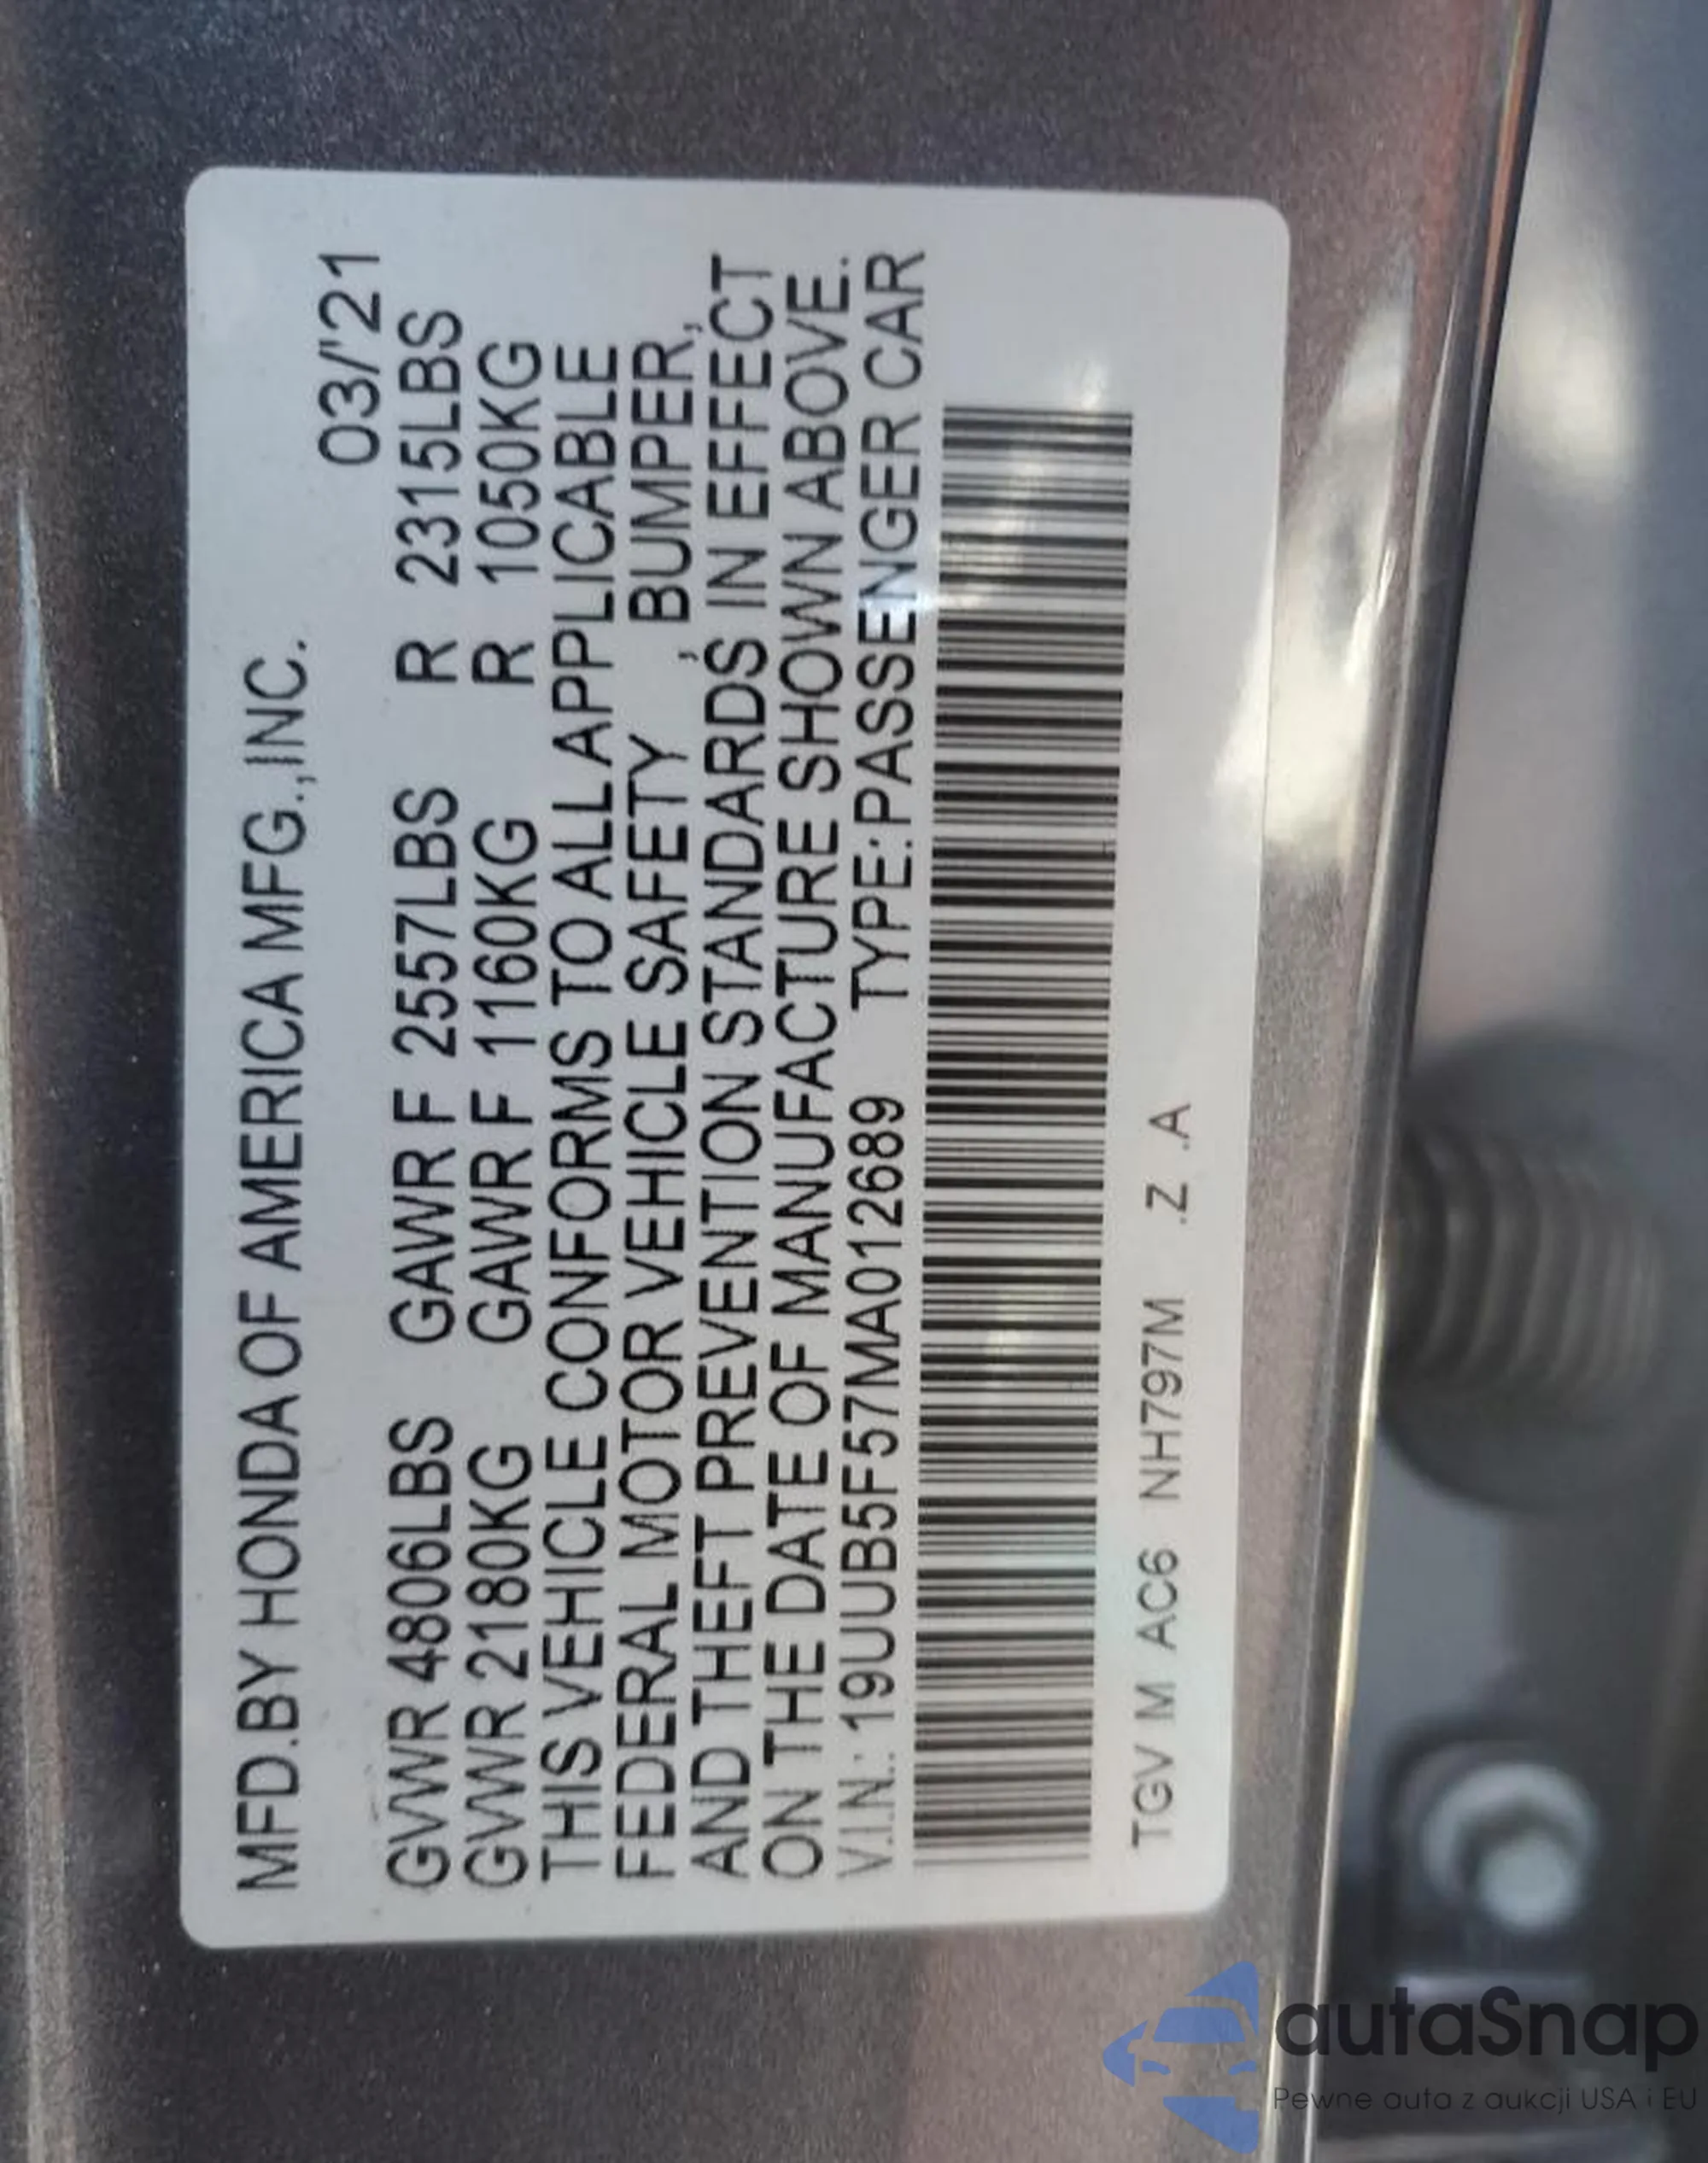 MFD.BY HONDA OF AMERICA MFG.,INC.
03/'21
GVWR 4806LBS GAWR F 2557LBS R 2315LBS
GVWR 2180KG GAWR F 1160KG R 1050KG
THIS VEHICLE CONFORMS TO ALL APPLICABLE
FEDERAL MOTOR VEHICLE SAFETY , BUMPER,
AND THEFT PREVENTION STANDARDS, IN EFFECT
ON THE DATE OF MANUFACTURE SHOWN ABOVE.
V.I.N.: 19UUB5F57MA012689 TYPE:PASSENGER CAR
TGV M AC6 NH797M .Z .A
autaSnap
Pewne auta z aukcji USA i EU